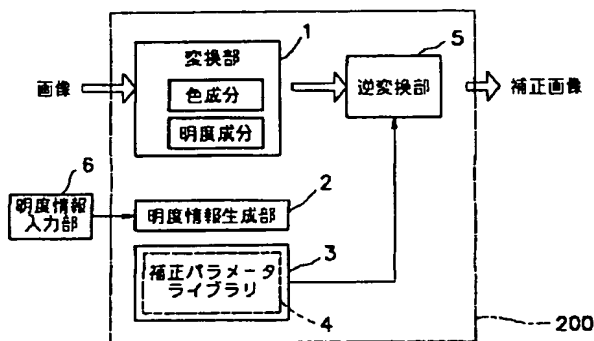 1
5
変換部
画像
色成分
明度成分
逆変換部
補正画像
6
明度情報
入力部
2
明度情報生成部
3
補正パラメータ
ライブラリ
4
200